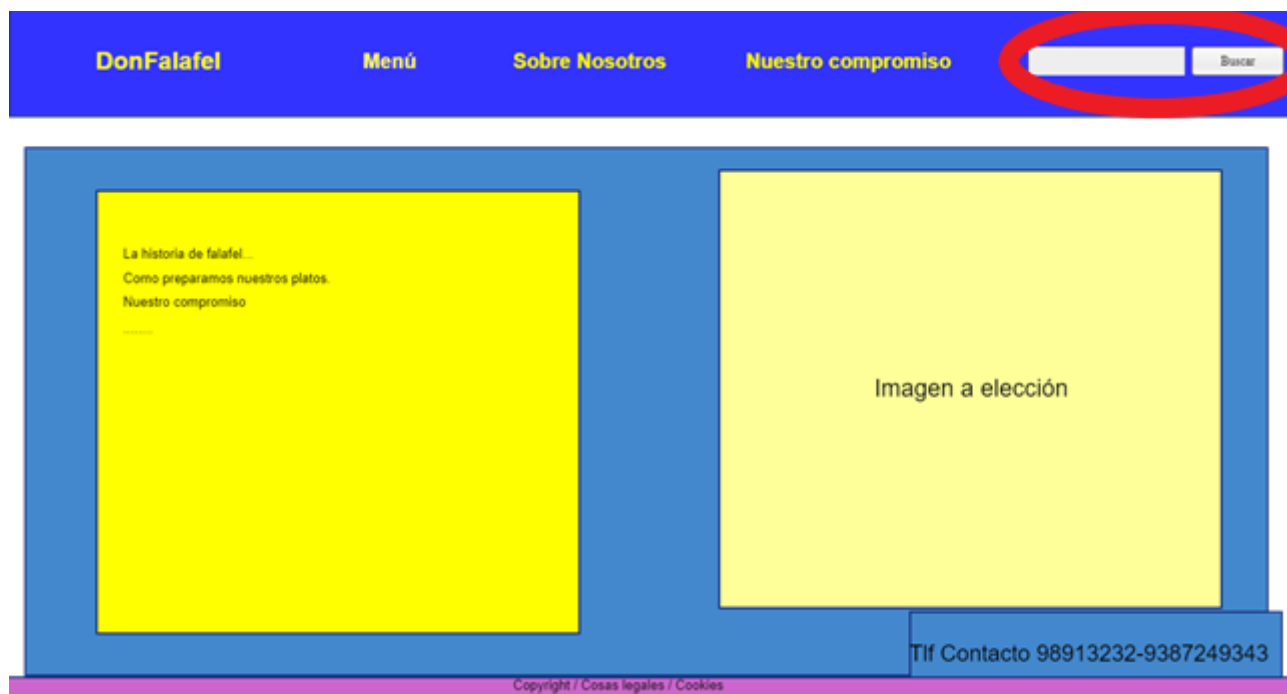 DonFalafel Menú Sobre Nosotros Nuestro compromiso Buscar
La historia de falafel...
Como preparamos nuestros platos.
Nuestro compromiso
........
Imagen a elección
Tlf Contacto 98913232-9387249343
Copyright / Cosas legales / Cookies